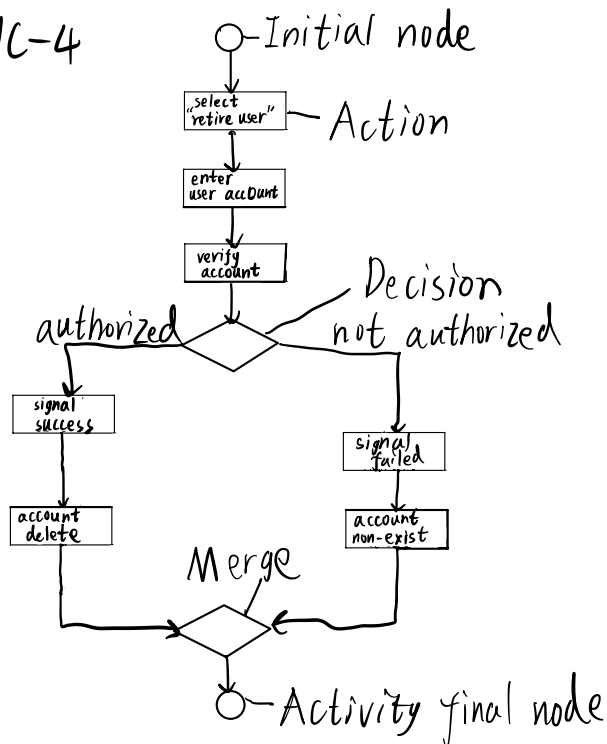 UC-4
Initial node
"select
retire user"
Action
enter
user account
verify
account
Decision
authorized
not authorized
signal
success
signal
failed
account
delete
account
non-exist
Merge
Activity final node